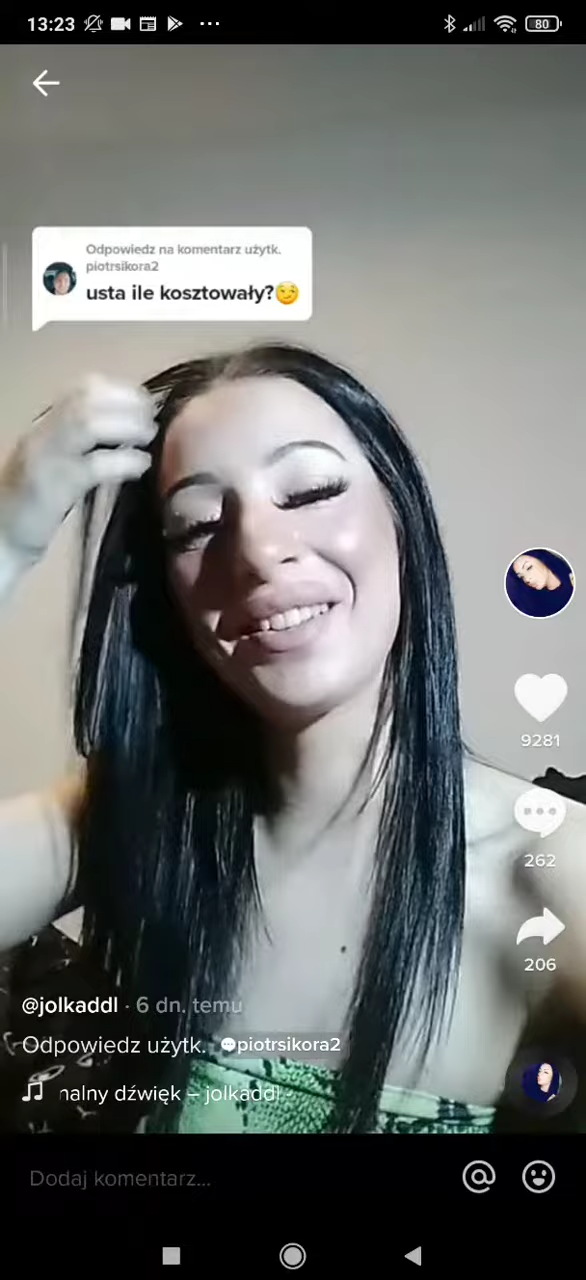 13:23
80
Odpowiedz na komentarz użytk.
piotrsikora2
usta ile kosztowały?😏
9281
262
206
@jolkaddl · 6 dn. temu
Odpowiedz użytk. piotrsikora2
nalny dźwięk – jolkaddl -
Dodaj komentarz...